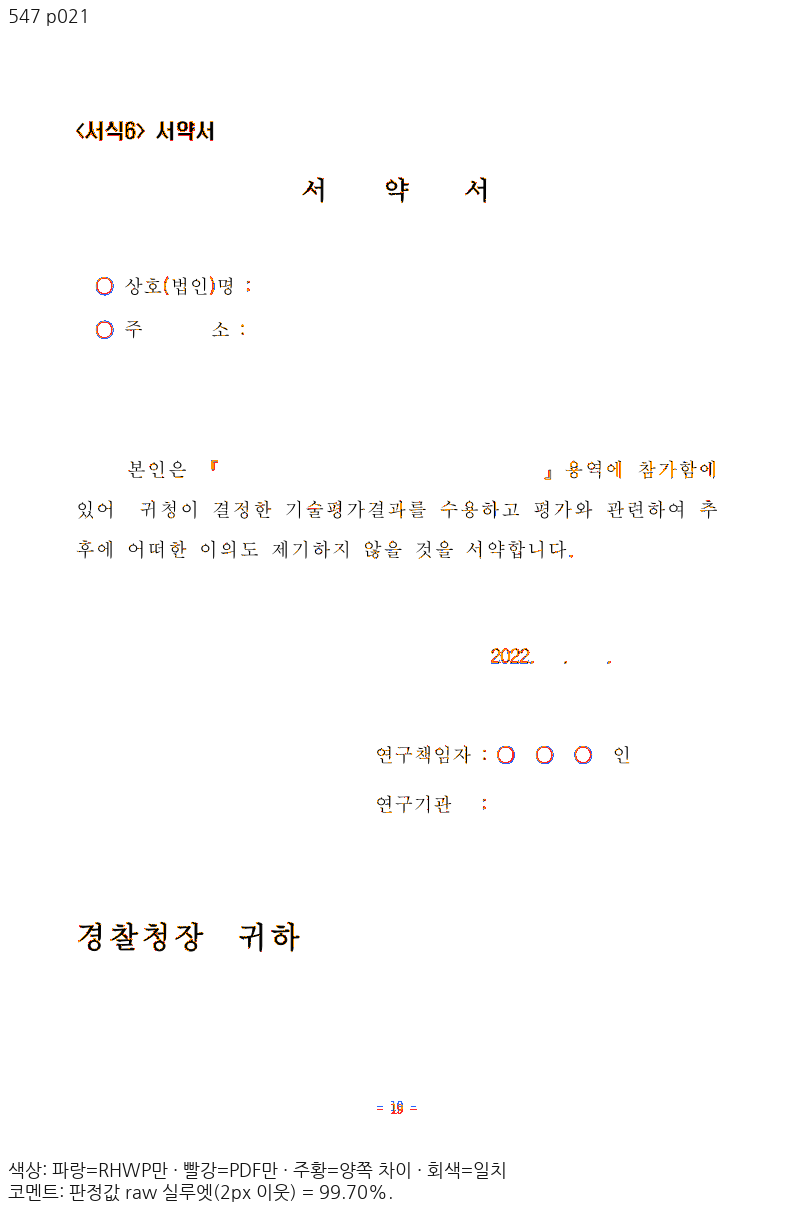 547 p021
<서식6> 서약서
서 약 서
○ 상호(법인)명 :
○ 주 소 :
본인은 『 』용역에 참가함에
있어 귀청이 결정한 기술평가결과를 수용하고 평가와 관련하여 추
후에 어떠한 이의도 제기하지 않을 것을 서약합니다.
2022. . .
연구책임자 : ○ ○ ○ 인
연구기관 :
경찰청장 귀하
색상: 파랑=RHWP만 · 빨강=PDF만 · 주황=양쪽 차이 · 회색=일치
코멘트: 판정값 raw 실루엣(2px 이웃) = 99.70%.